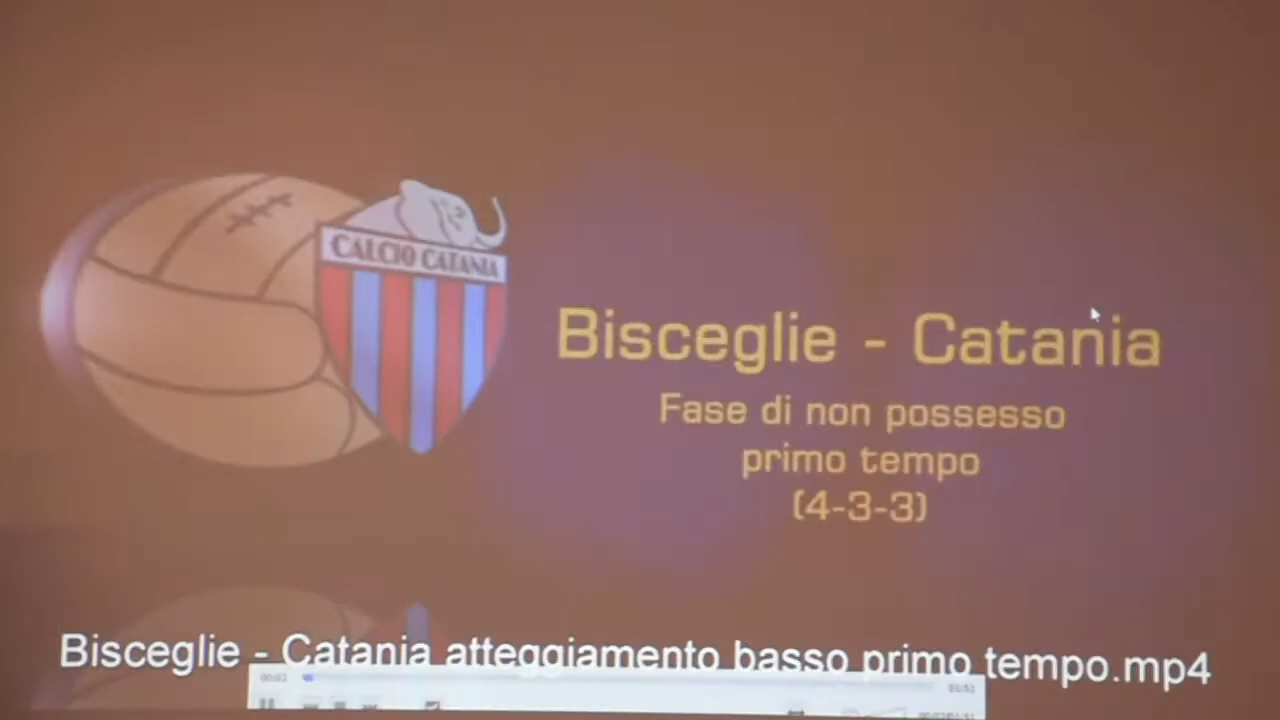 CALCIO CATANIA
Bisceglie - Catania
Fase di non possesso
primo tempo
(4-3-3)
Bisceglie - Catania atteggiamento basso primo tempo.mp4